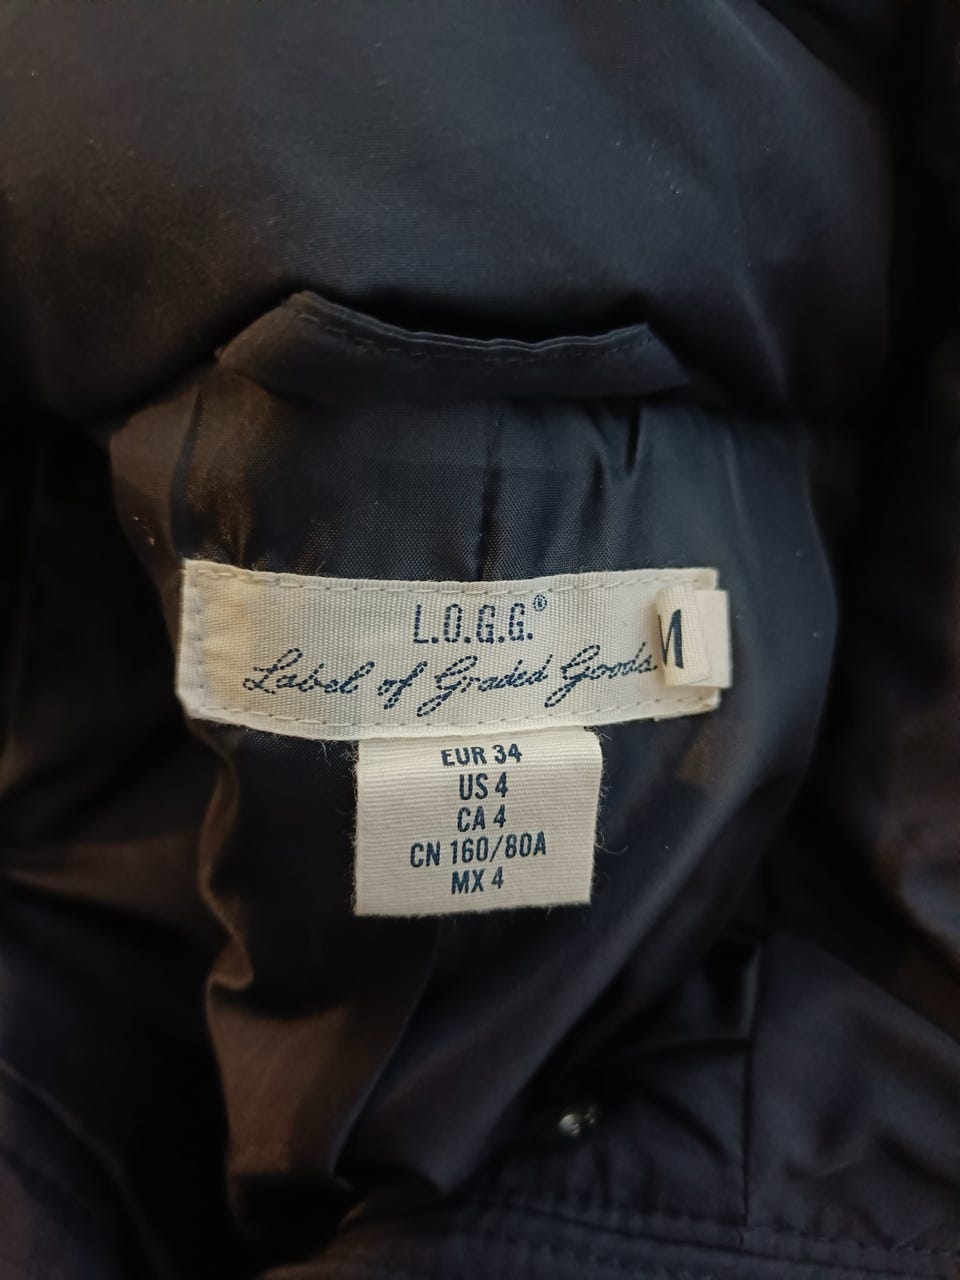 L.O.G.G.®
Label of Graded Goods.
EUR 34
US 4
CA 4
CN 160/80A
MX 4